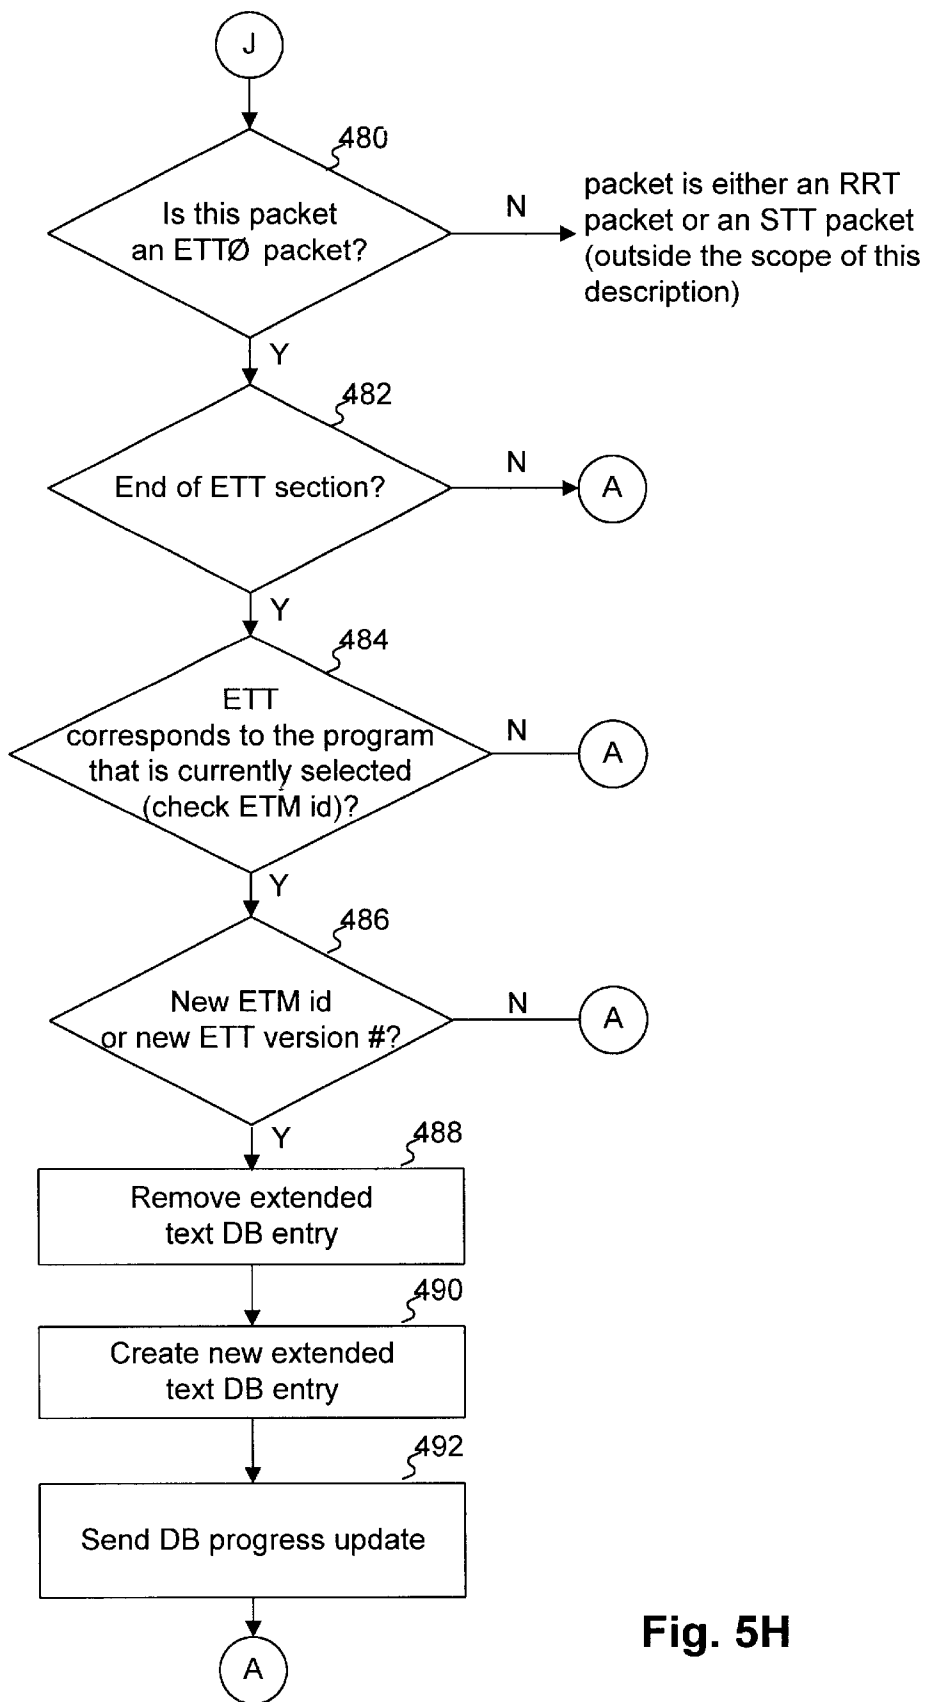 J
480
Is this packet
an ETTØ packet?
N
packet is either an RRT
packet or an STT packet
(outside the scope of this
description)
Y
482
End of ETT section?
N
A
Y
484
ETT
corresponds to the program
that is currently selected
(check ETM id)?
N
A
Y
486
New ETM id
or new ETT version #?
N
A
Y
488
Remove extended
text DB entry
490
Create new extended
text DB entry
492
Send DB progress update
A
Fig. 5H